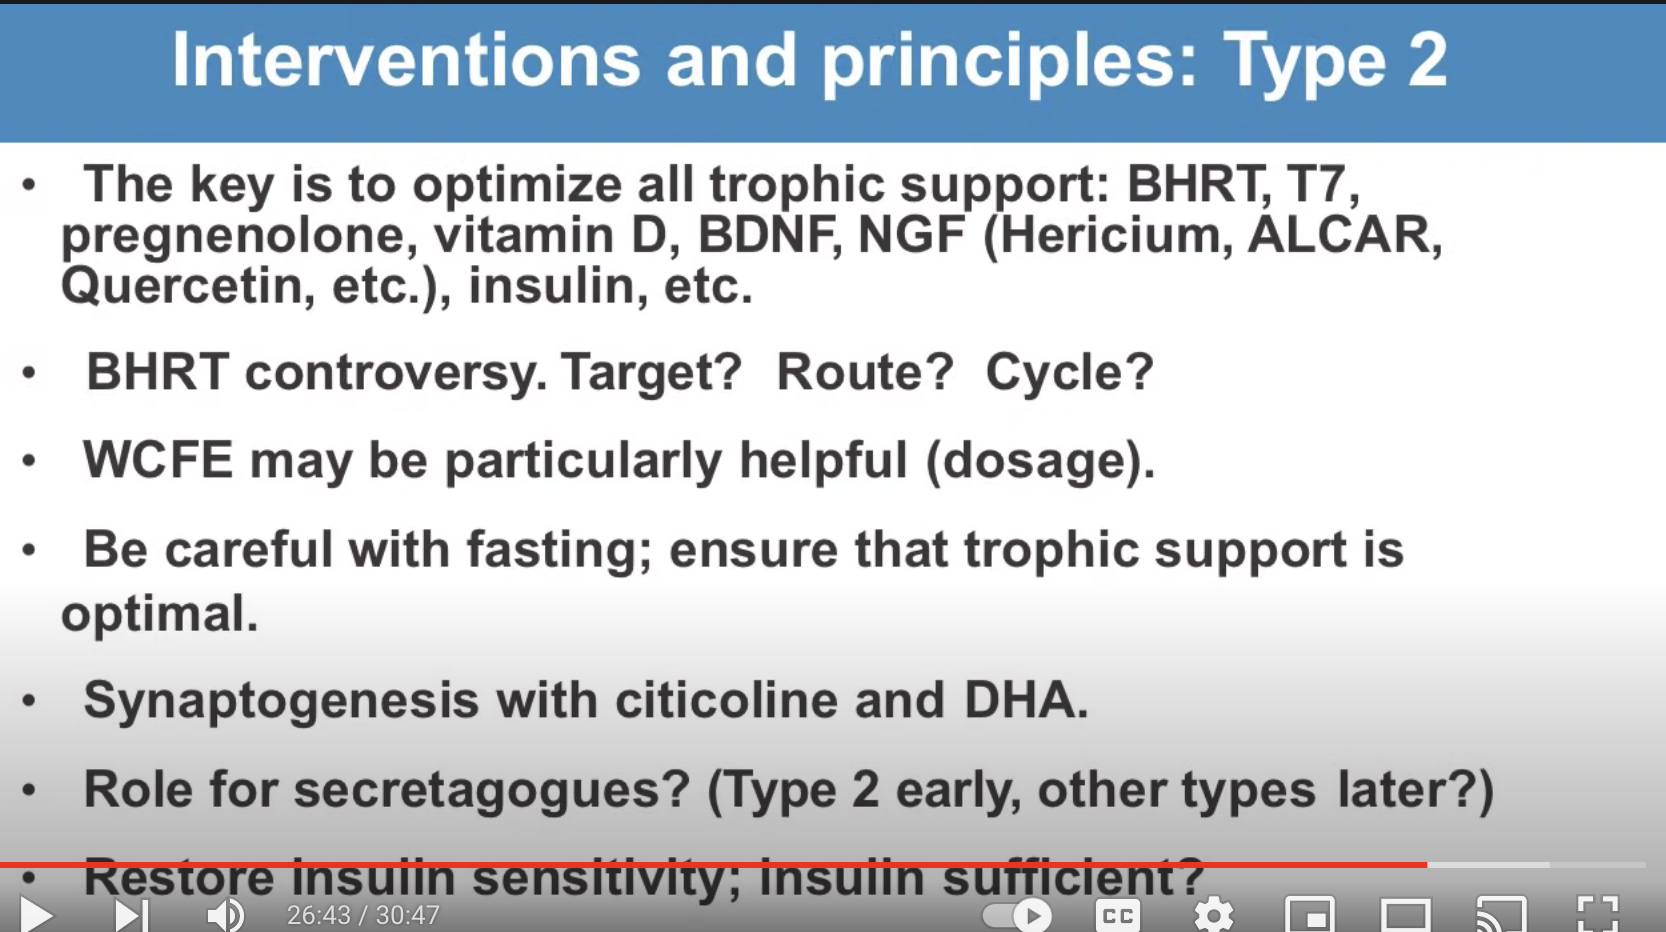 Interventions and principles: Type 2
• The key is to optimize all trophic support: BHRT, T7,
pregnenolone, vitamin D, BDNF, NGF (Hericium, ALCAR,
Quercetin, etc.), insulin, etc.
• BHRT controversy. Target? Route? Cycle?
• WCFE may be particularly helpful (dosage).
• Be careful with fasting; ensure that trophic support is
optimal.
• Synaptogenesis with citicoline and DHA.
• Role for secretagogues? (Type 2 early, other types later?)
• Restore insulin sensitivity; insulin sufficient?
26:43 / 30:47 CC